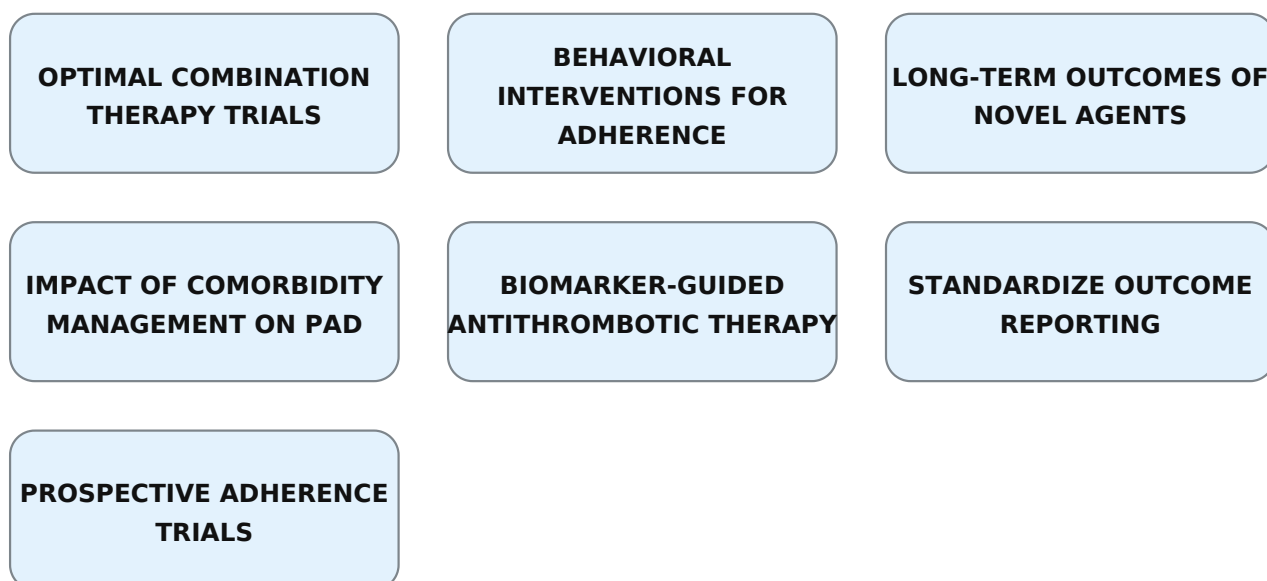 OPTIMAL COMBINATION
THERAPY TRIALS
BEHAVIORAL
INTERVENTIONS FOR
ADHERENCE
LONG-TERM OUTCOMES OF
NOVEL AGENTS
IMPACT OF COMORBIDITY
MANAGEMENT ON PAD
BIOMARKER-GUIDED
ANTITHROMBOTIC THERAPY
STANDARDIZE OUTCOME
REPORTING
PROSPECTIVE ADHERENCE
TRIALS